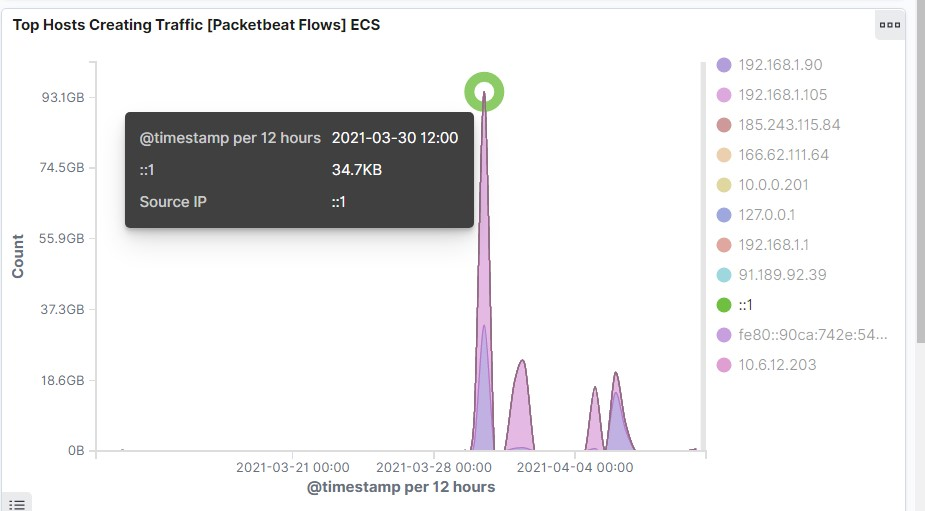 Top Hosts Creating Traffic [Packetbeat Flows] ECS
93.1GB
74.5GB
55.9GB
37.3GB
18.6GB
0B
Count
@timestamp per 12 hours 2021-03-30 12:00
::1 34.7KB
Source IP ::1
2021-03-21 00:00 2021-03-28 00:00 2021-04-04 00:00
@timestamp per 12 hours
192.168.1.90
192.168.1.105
185.243.115.84
166.62.111.64
10.0.0.201
127.0.0.1
192.168.1.1
91.189.92.39
::1
fe80::90ca:742e:54...
10.6.12.203